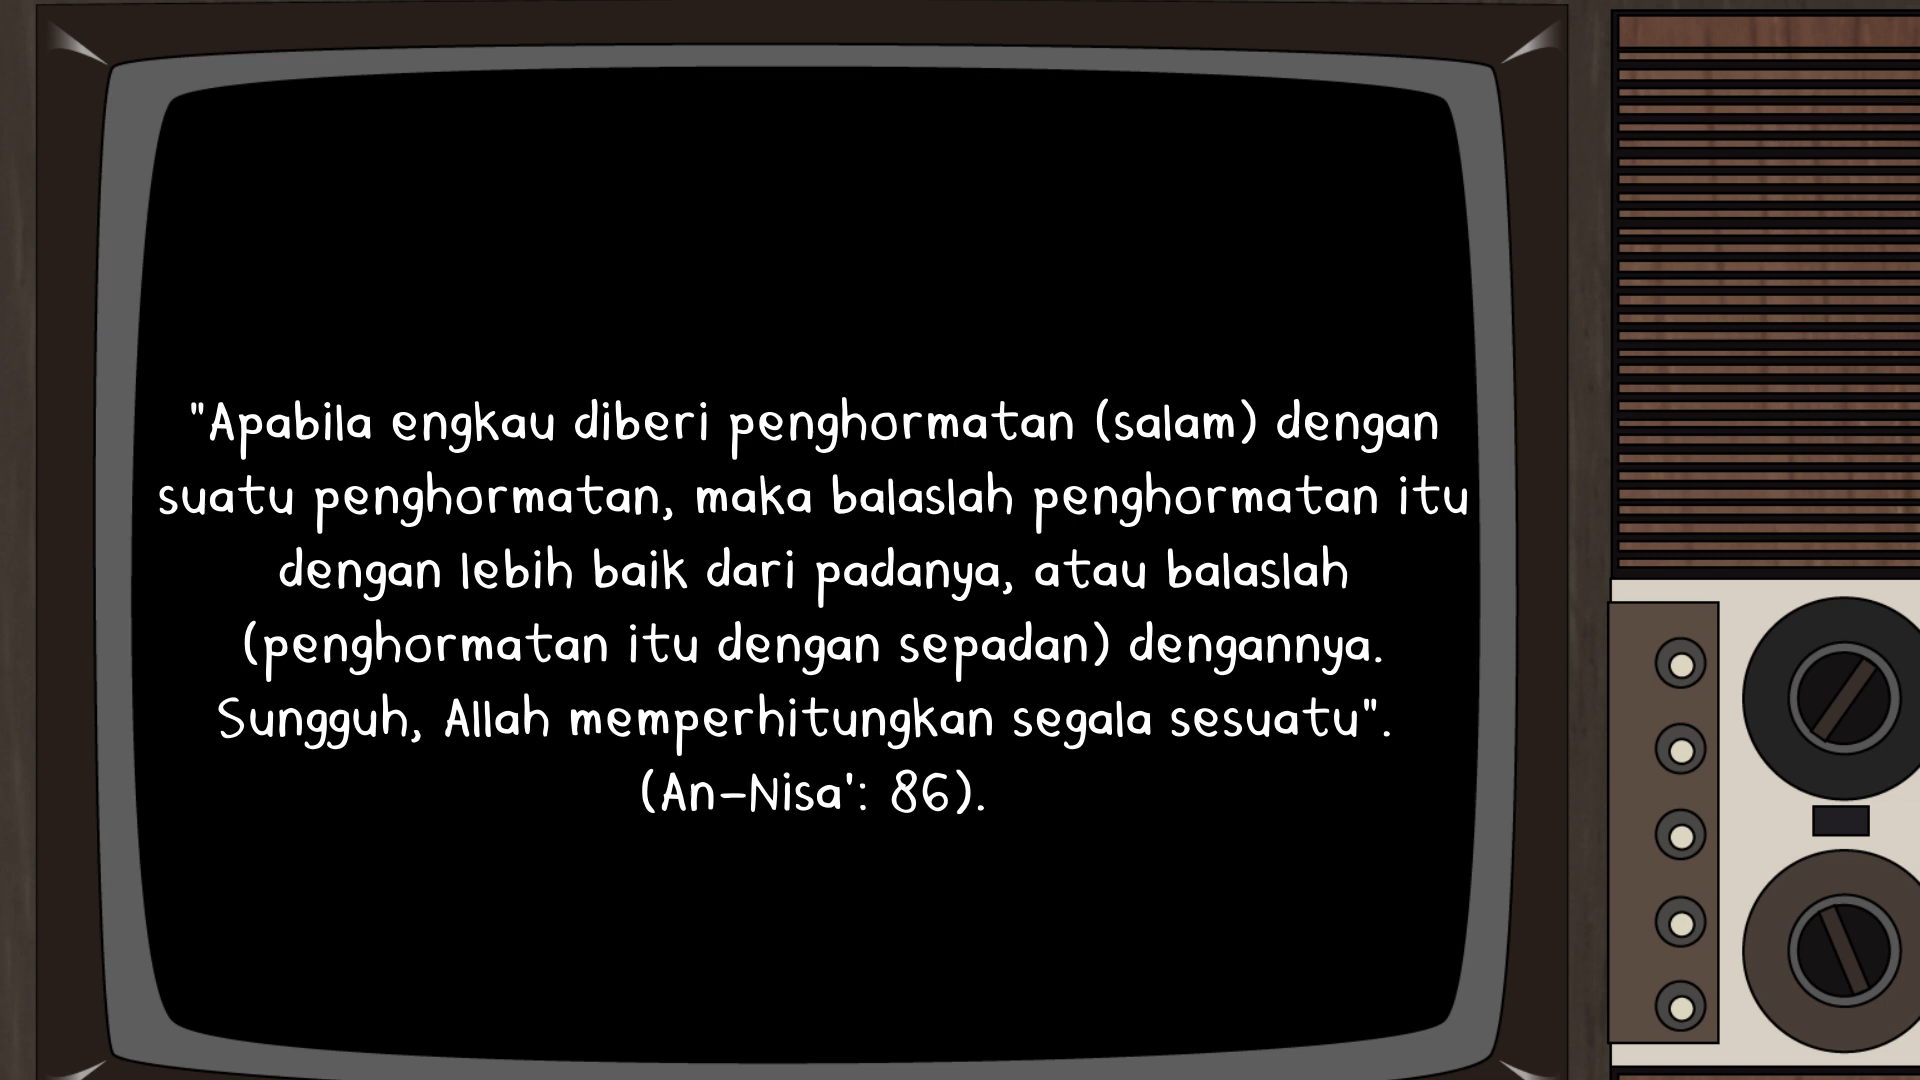 "Apabila engkau diberi penghormatan (salam) dengan
suatu penghormatan, maka balaslah penghormatan itu
dengan lebih baik dari padanya, atau balaslah
(penghormatan itu dengan sepadan) dengannya.
Sungguh, Allah memperhitungkan segala sesuatu".
(An-Nisa': 86).